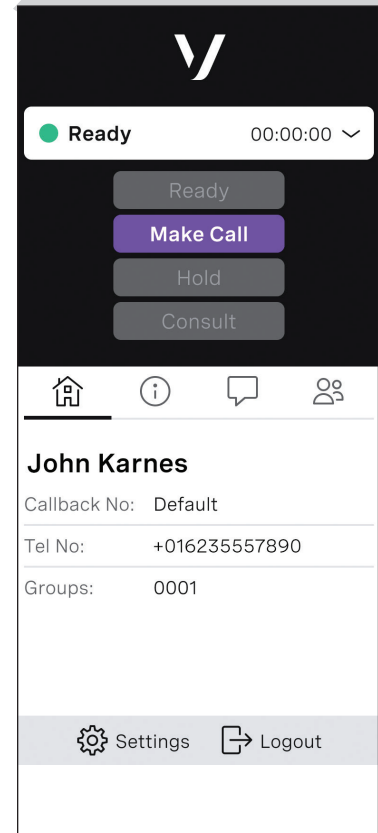 Ready 00:00:00
Ready
Make Call
Hold
Consult
John Karnes
Callback No: Default
Tel No: +016235557890
Groups: 0001
Settings Logout